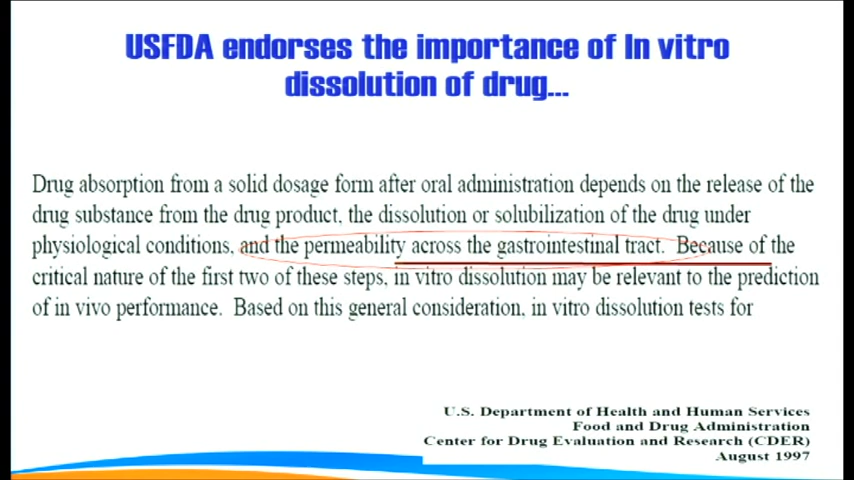 USFDA endorses the importance of In vitro
dissolution of drug...
Drug absorption from a solid dosage form after oral administration depends on the release of the
drug substance from the drug product, the dissolution or solubilization of the drug under
physiological conditions, and the permeability across the gastrointestinal tract. Because of the
critical nature of the first two of these steps, in vitro dissolution may be relevant to the prediction
of in vivo performance. Based on this general consideration, in vitro dissolution tests for
U.S. Department of Health and Human Services
Food and Drug Administration
Center for Drug Evaluation and Research (CDER)
August 1997